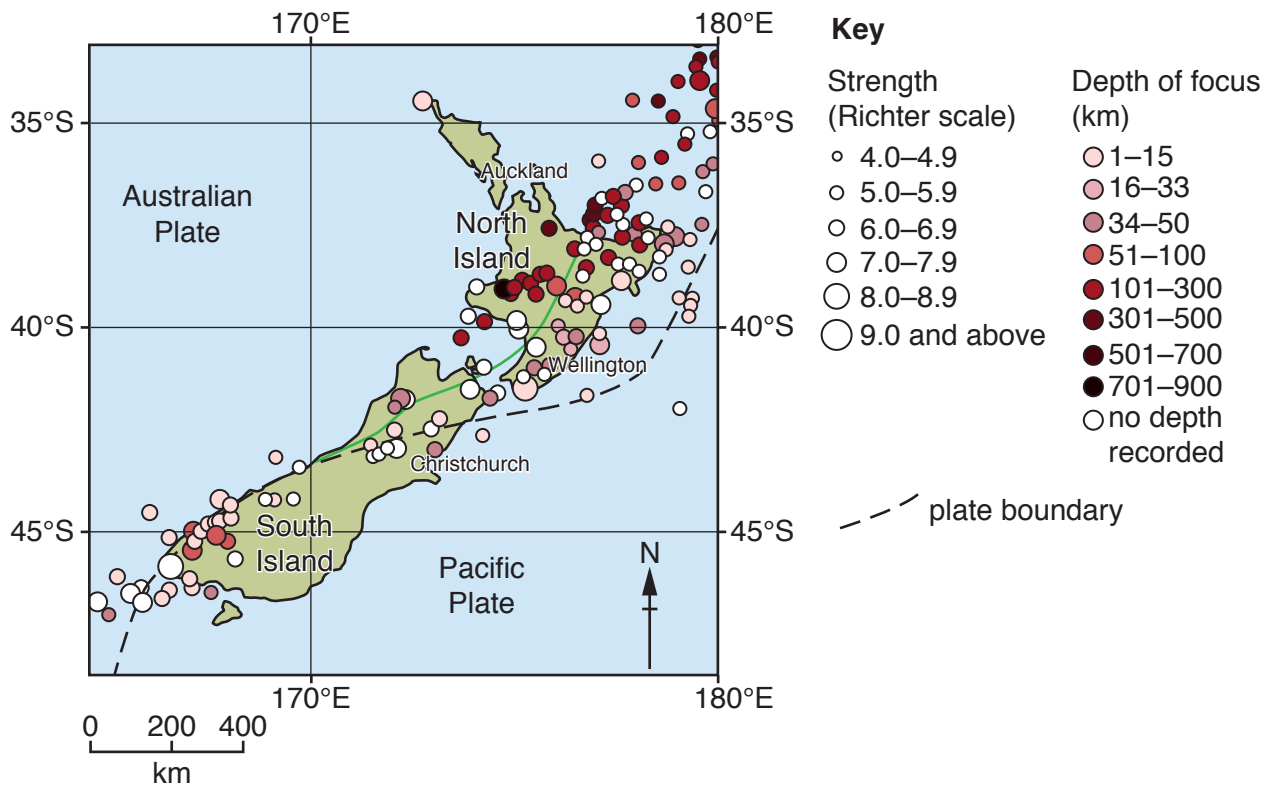 170°E
180°E
35°S
35°S
Auckland
Australian
Plate
North
Island
40°S
40°S
Wellington
Christchurch
45°S
45°S
South
Island
Pacific
Plate
N
170°E
180°E
0 200 400
km
Key
Strength
(Richter scale)
4.0–4.9
5.0–5.9
6.0–6.9
7.0–7.9
8.0–8.9
9.0 and above
Depth of focus
(km)
1–15
16–33
34–50
51–100
101–300
301–500
501–700
701–900
no depth
recorded
plate boundary